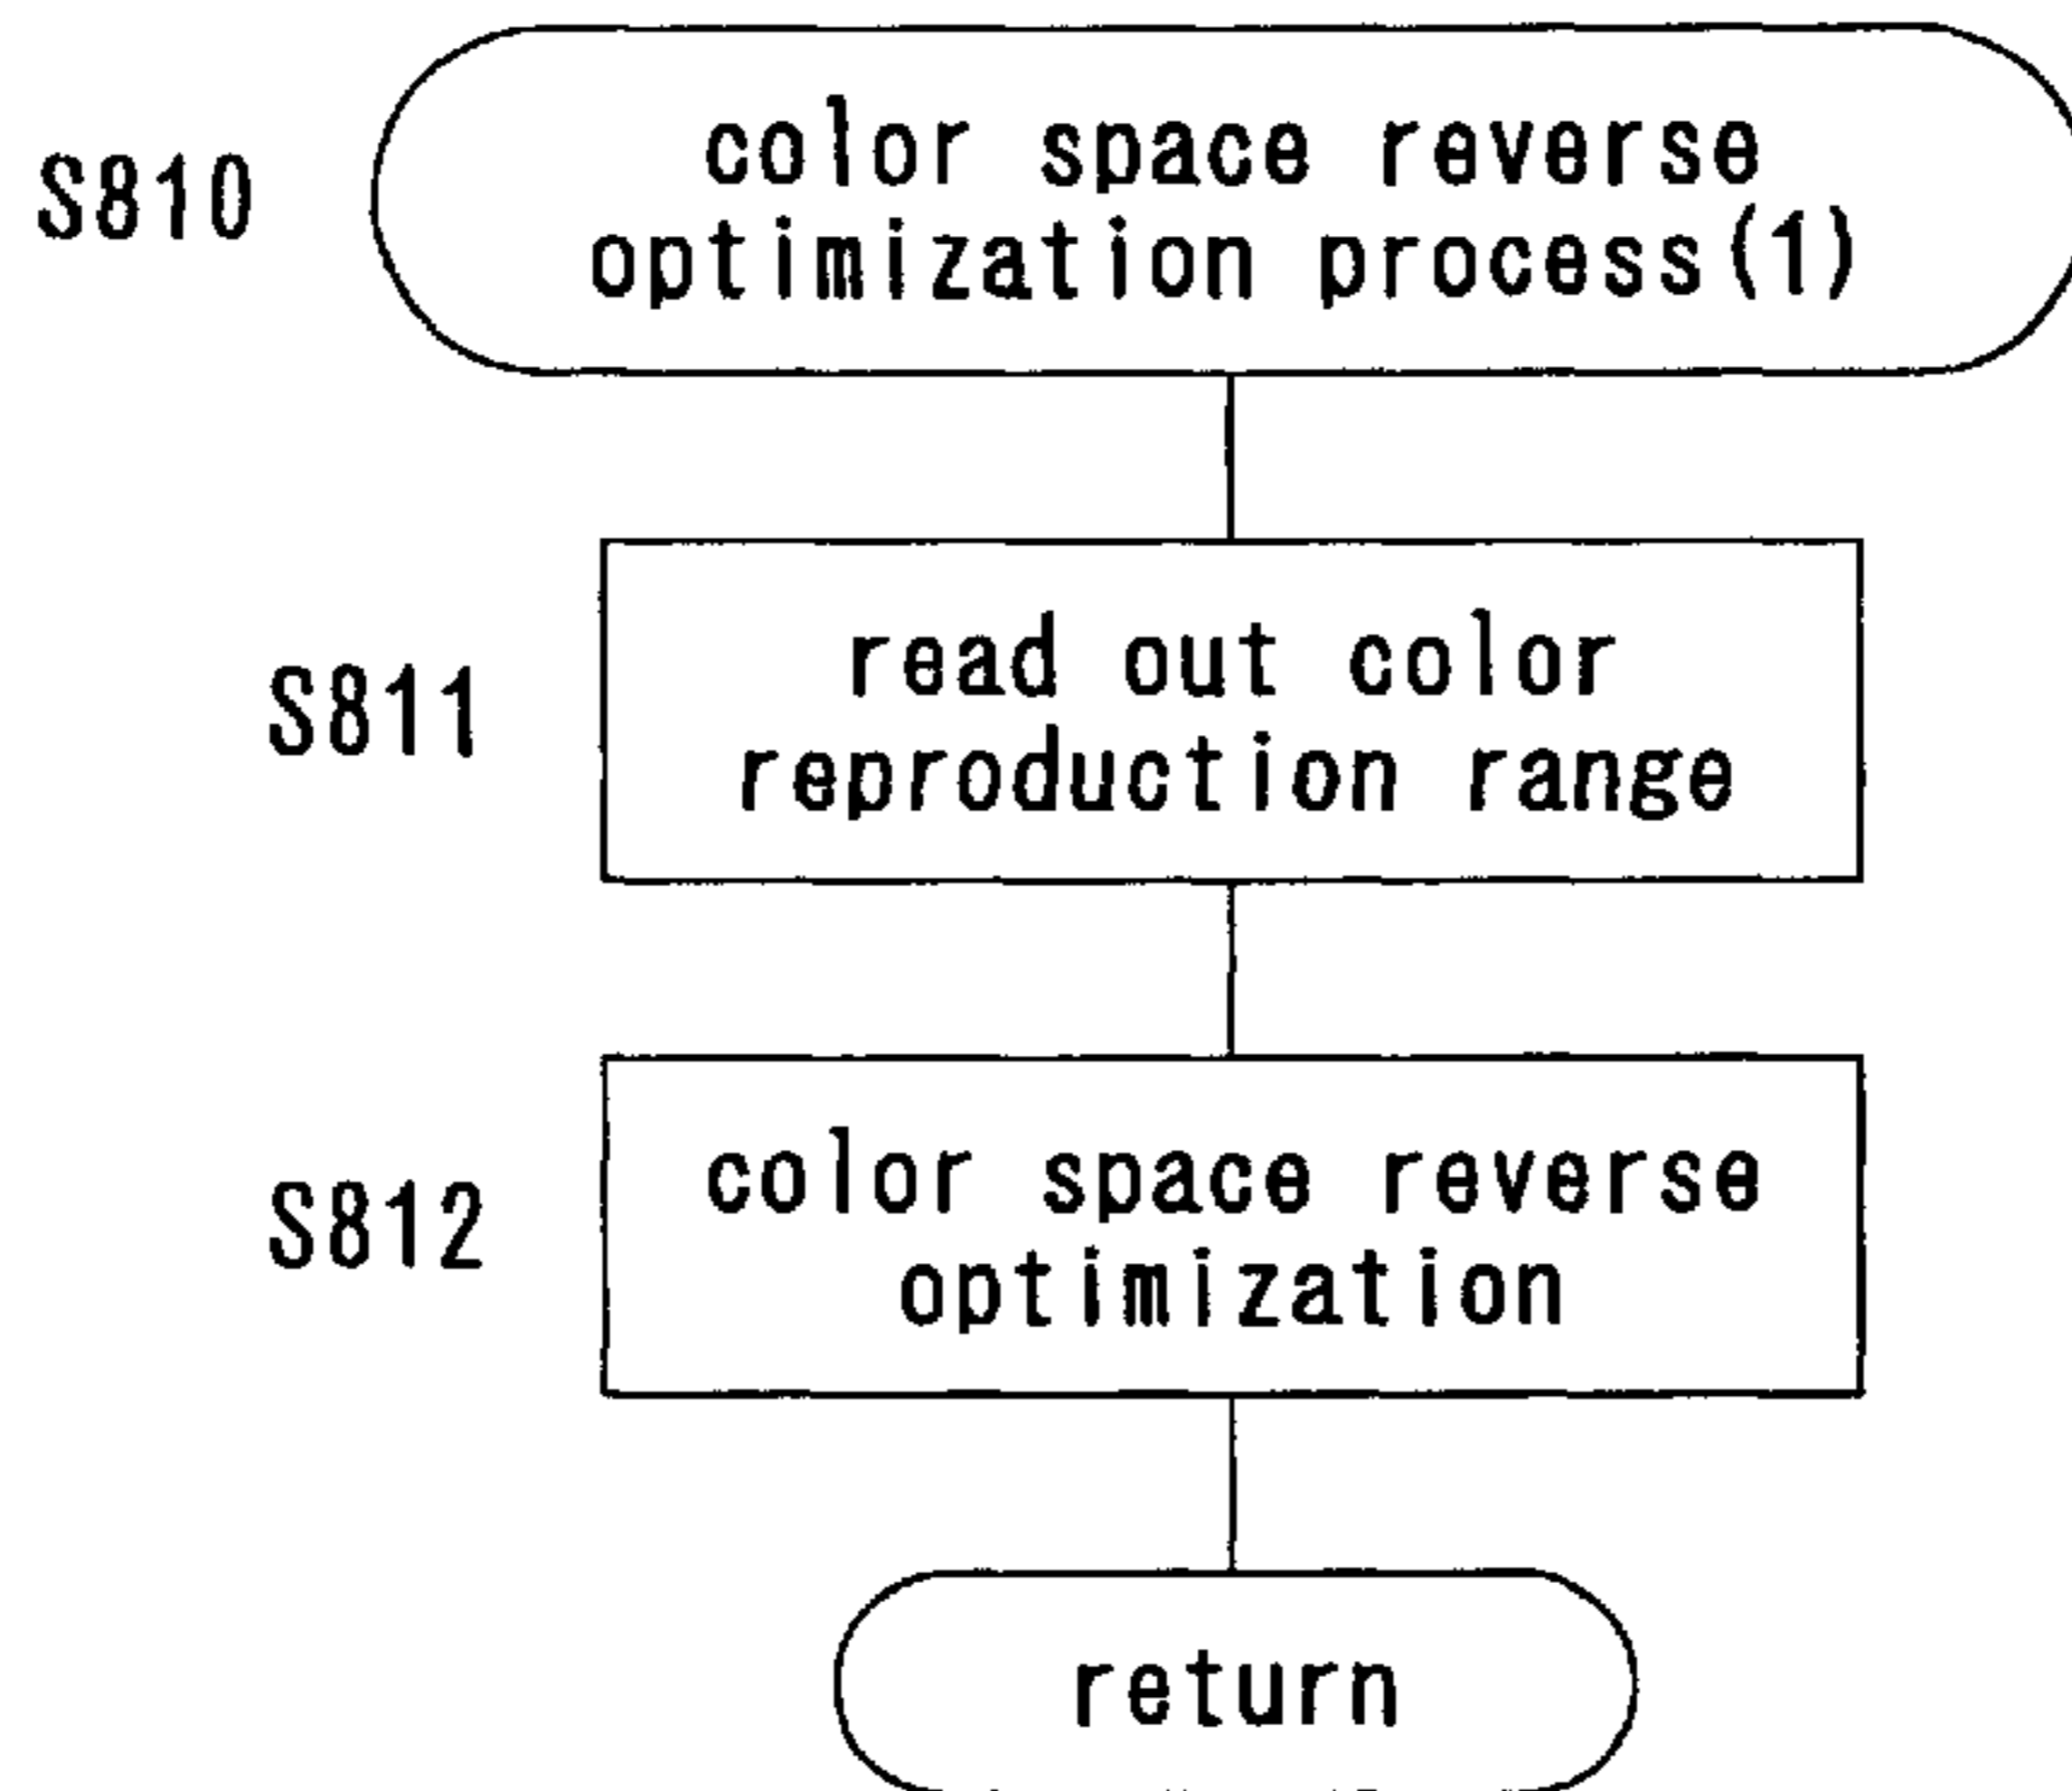 S810
color space reverse
optimization process(1)
S811
read out color
reproduction range
S812
color space reverse
optimization
return